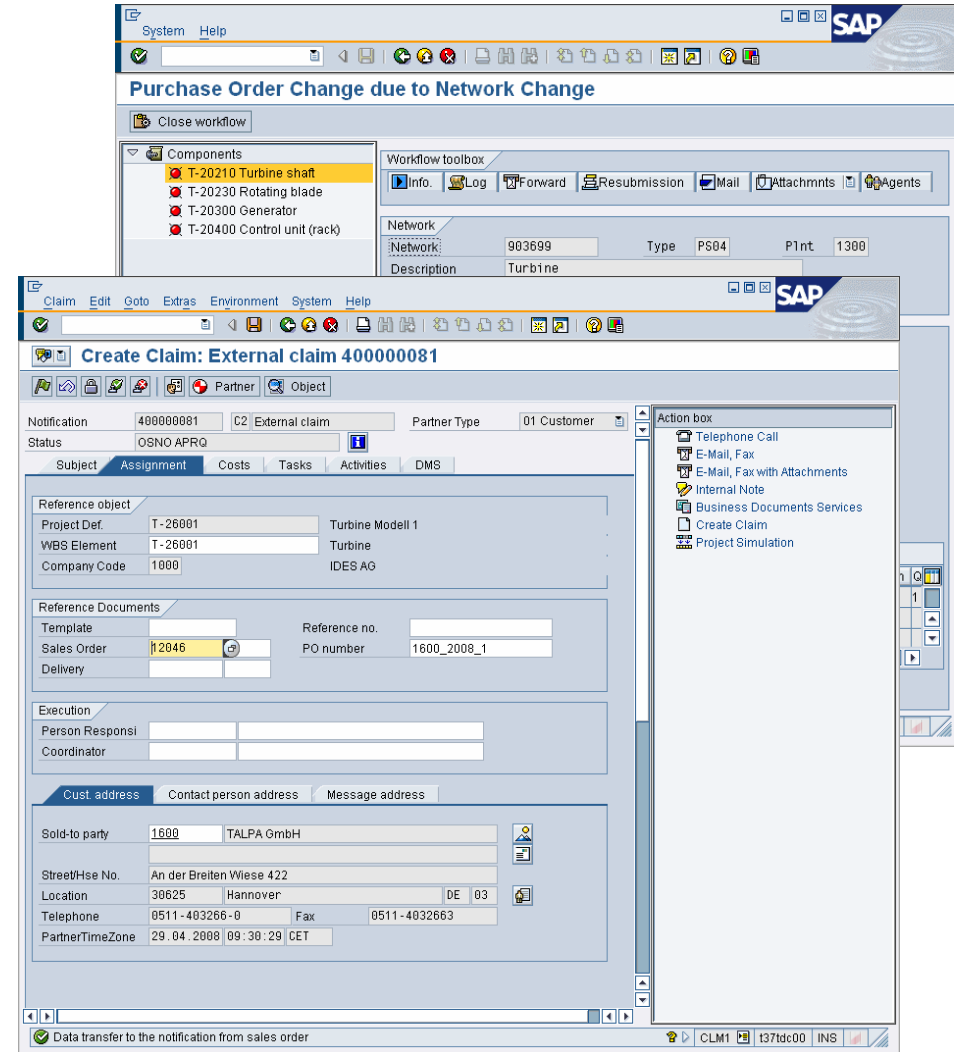 System Help
SAP
Purchase Order Change due to Network Change
Close workflow
Components
T-20210 Turbine shaft
T-20230 Rotating blade
T-20300 Generator
T-20400 Control unit (rack)
Workflow toolbox
Info. Log Forward Resubmission Mail Attachmnts Agents
Network
Network 903699 Type PS04 Plnt 1300
Description Turbine
Claim Edit Goto Extras Environment System Help
SAP
Create Claim: External claim 400000081
Partner Object
Notification 400000081 C2 External claim Partner Type 01 Customer
Status OSNO APRQ
Subject Assignment Costs Tasks Activities DMS
Reference object
Project Def. T-26001 Turbine Modell 1
WBS Element T-26001 Turbine
Company Code 1000 IDES AG
Reference Documents
Template Reference no.
Sales Order 12046 PO number 1600_2008_1
Delivery
Execution
Person Responsi
Coordinator
Cust. address Contact person address Message address
Sold-to party 1600 TALPA GmbH
Street/Hse No. An der Breiten Wiese 422
Location 30625 Hannover DE 03
Telephone 0511-403266-0 Fax 0511-4032663
PartnerTimeZone 29.04.2008 09:30:29 CET
Action box
Telephone Call
E-Mail, Fax
E-Mail, Fax with Attachments
Internal Note
Business Documents Services
Create Claim
Project Simulation
Q
1
Data transfer to the notification from sales order
CLM1 t37tdc00 INS